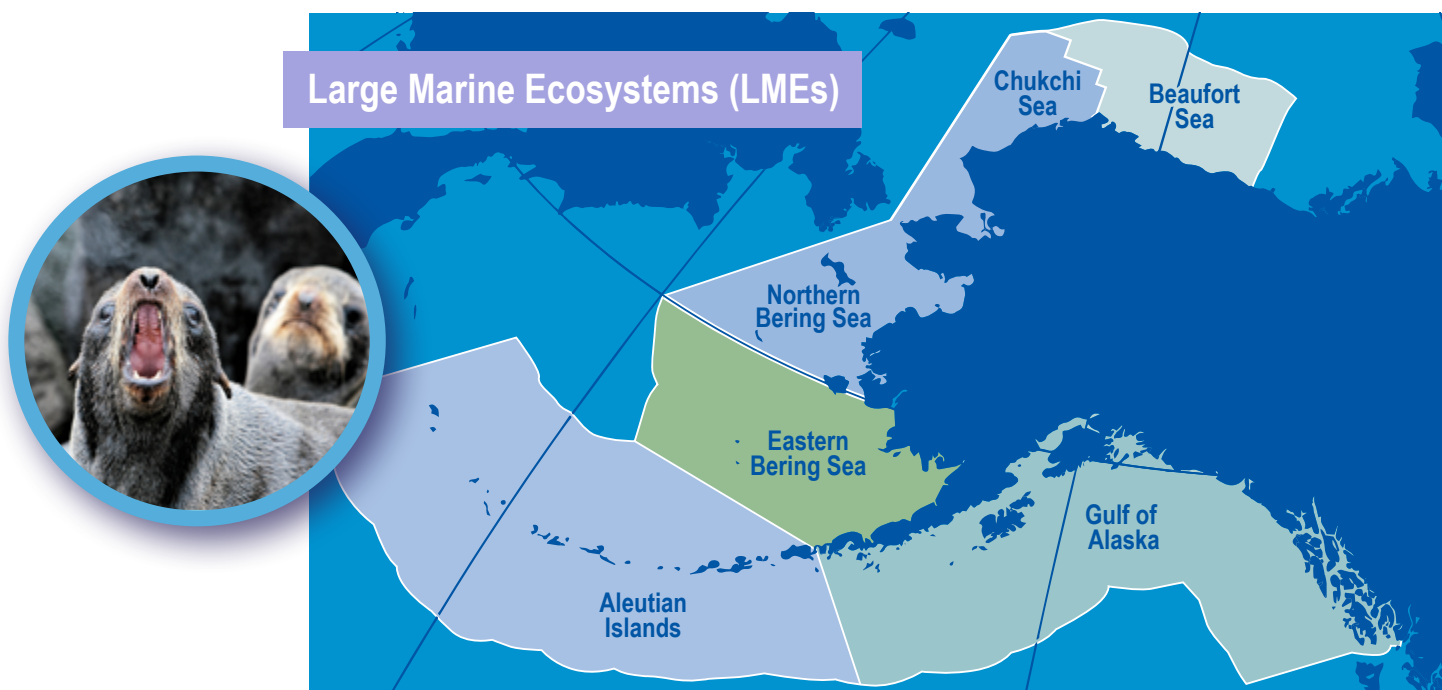 Large Marine Ecosystems (LMEs)
Chukchi
Sea
Beaufort
Sea
Northern
Bering Sea
Eastern
Bering Sea
Gulf of
Alaska
Aleutian
Islands